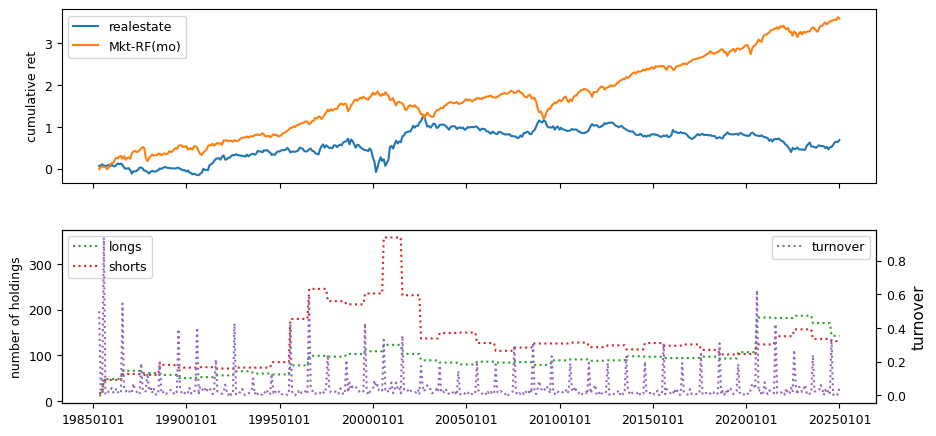 realestate
Mkt-RF(mo)
cumulative ret
3
2
1
0
longs
shorts
turnover
number of holdings
300
200
100
0
0.8
0.6
0.4
0.2
0.0
turnover
19850101 19900101 19950101 20000101 20050101 20100101 20150101 20200101 20250101